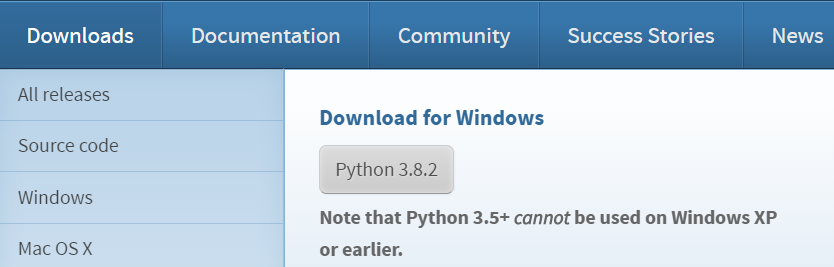 Downloads
Documentation
Community
Success Stories
News
All releases
Source code
Windows
Mac OS X
Download for Windows
Python 3.8.2
Note that Python 3.5+ cannot be used on Windows XP
or earlier.